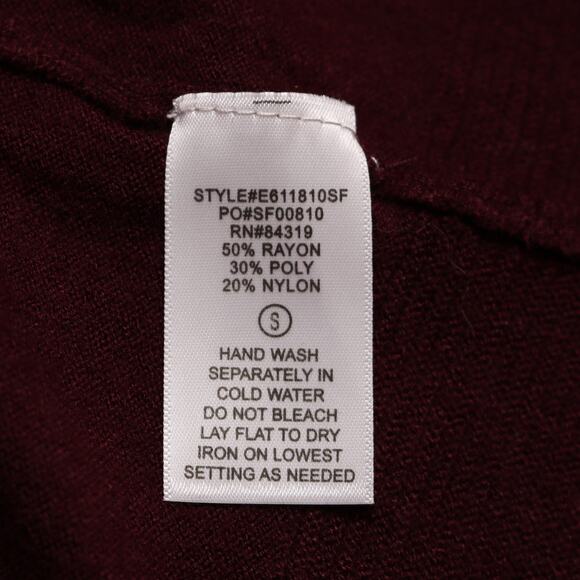 STYLE#E611810SF
PO#SF00810
RN#84319
50% RAYON
30% POLY
20% NYLON
S
HAND WASH
SEPARATELY IN
COLD WATER
DO NOT BLEACH
LAY FLAT TO DRY
IRON ON LOWEST
SETTING AS NEEDED